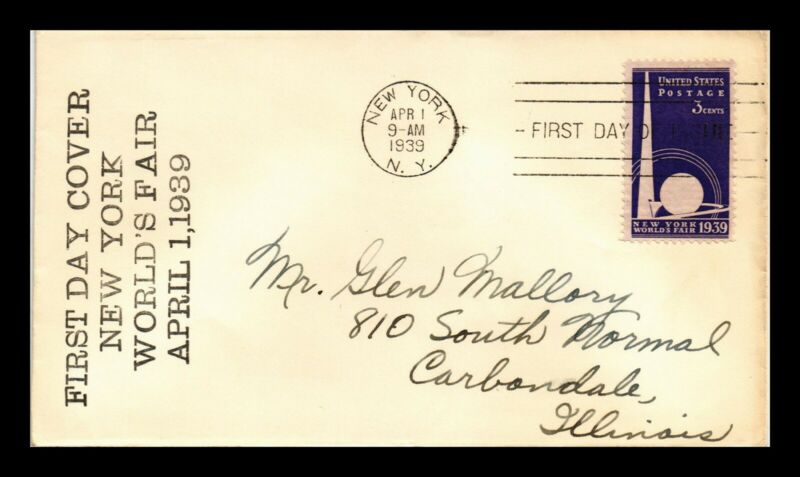 FIRST DAY COVER
NEW YORK
WORLD'S FAIR
APRIL 1, 1939
NEW YORK
APR 1
9-AM
1939
N. Y.
FIRST DAY OF
UNITED STATES
POSTAGE
3 CENTS
NEW YORK
WORLD'S FAIR 1939
Mr. Glen Mallory
810 South Normal
Carbondale,
Illinois